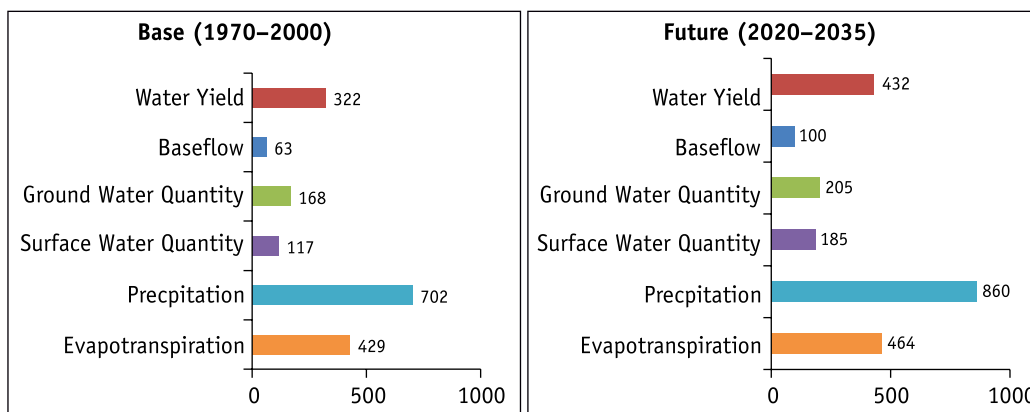 Base (1970–2000)
Water Yield 322
Baseflow 63
Ground Water Quantity 168
Surface Water Quantity 117
Precpitation 702
Evapotranspiration 429
0 500 1000
Future (2020–2035)
Water Yield 432
Baseflow 100
Ground Water Quantity 205
Surface Water Quantity 185
Precpitation 860
Evapotranspiration 464
0 500 1000